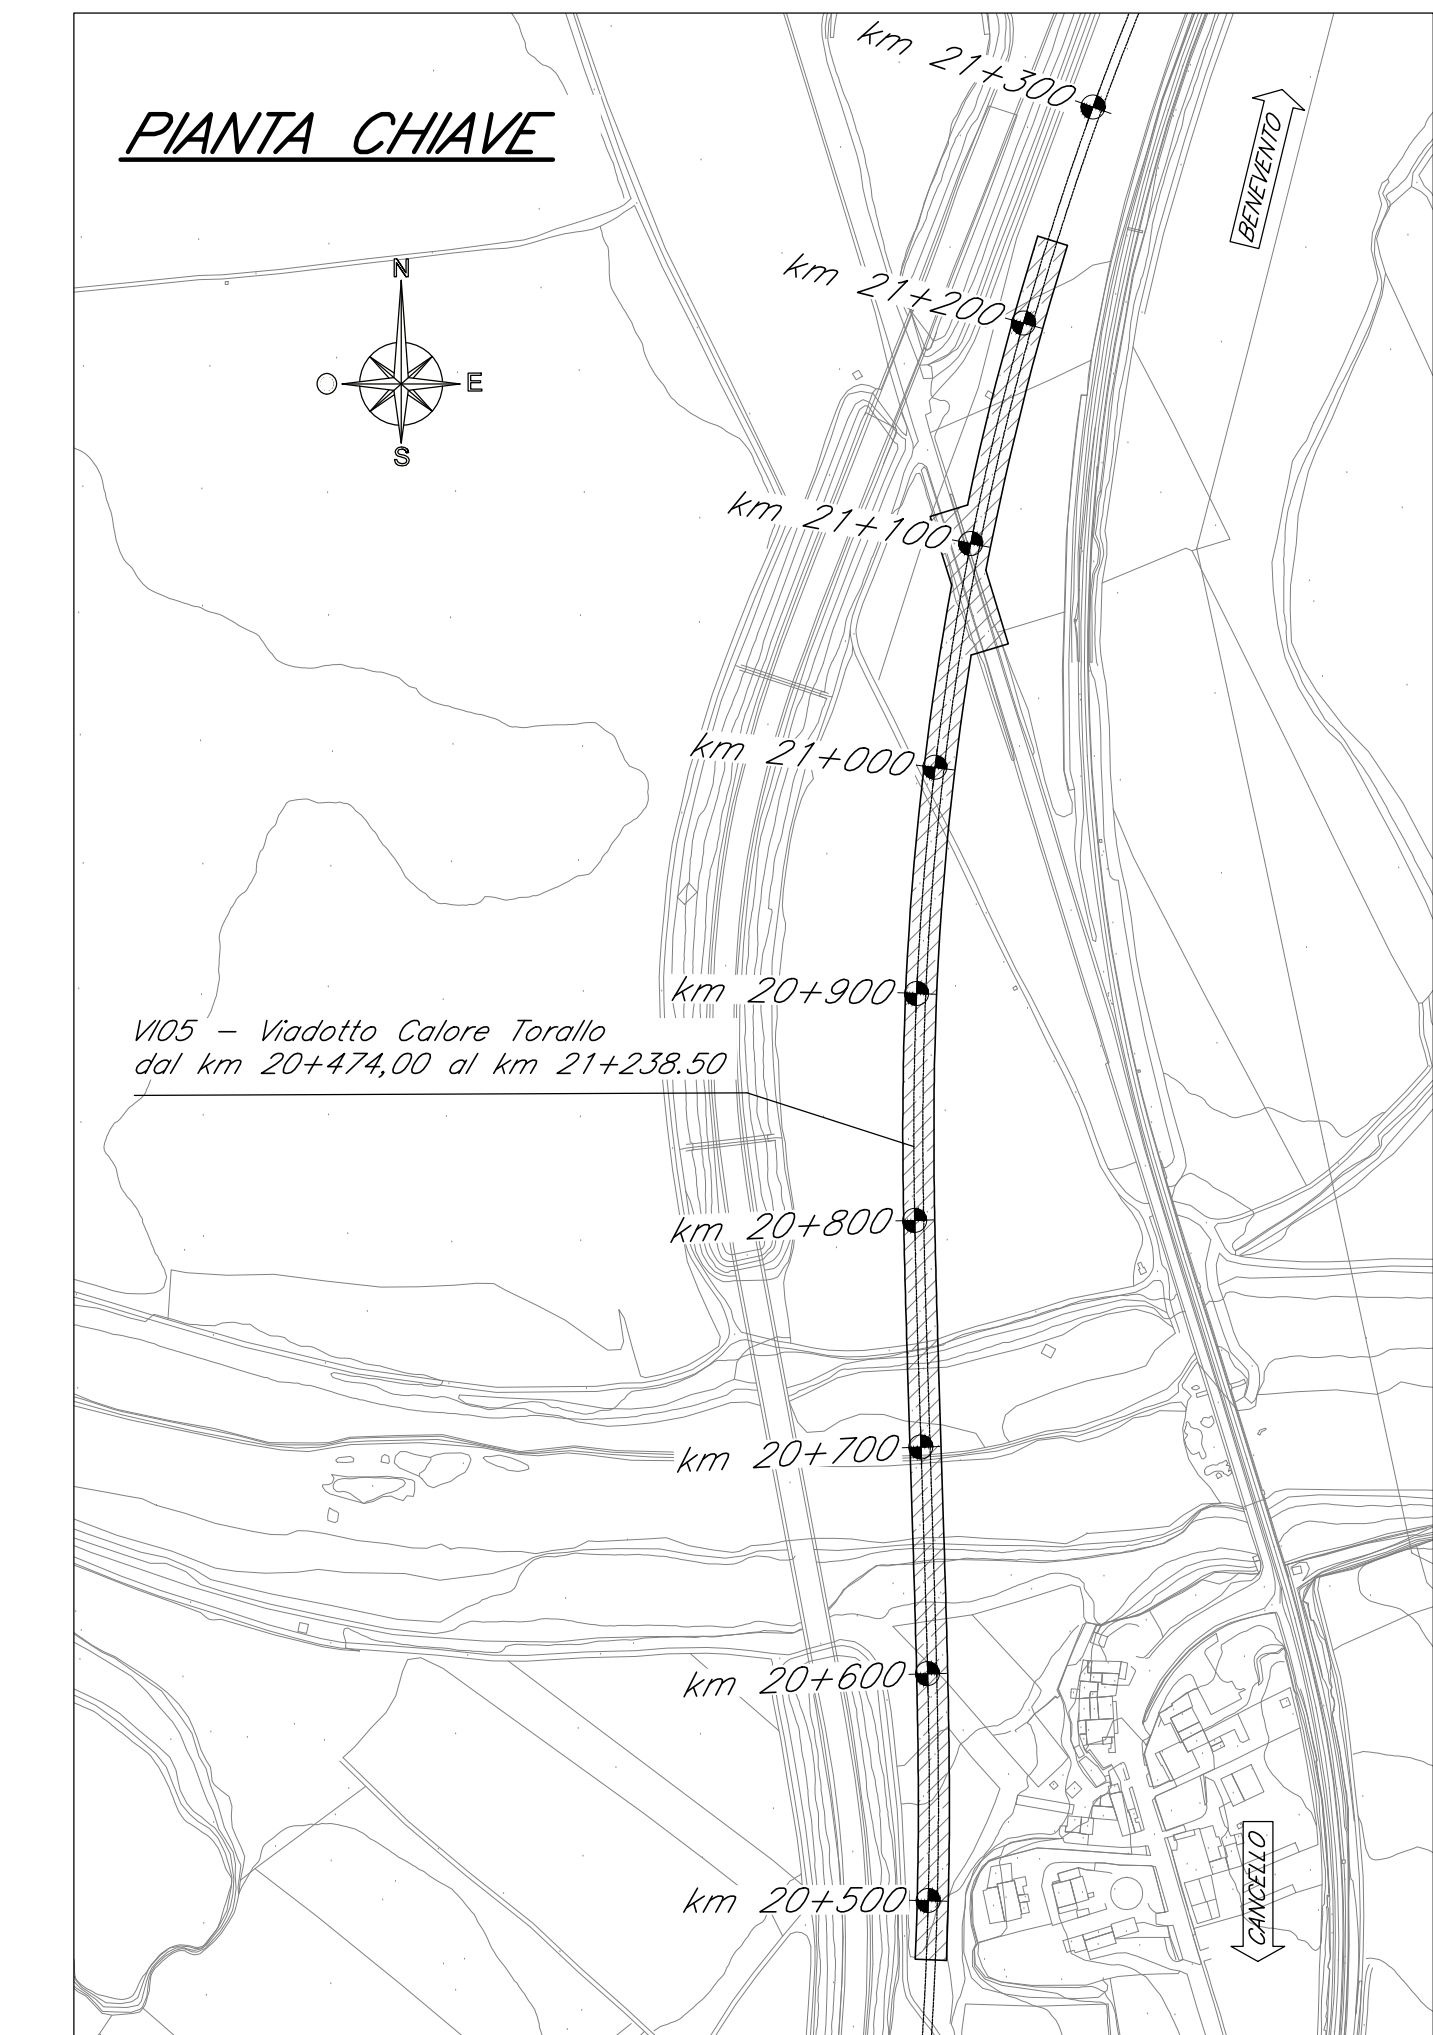 km 21+300
PIANTA CHIAVE
BENEVENTO
N
O
E
S
km 21+200
km 21+100
km 21+000
km 20+900
VI05 - Viadotto Calore Torallo
dal km 20+474,00 al km 21+238.50
km 20+800
km 20+700
km 20+600
km 20+500
CANCELLO